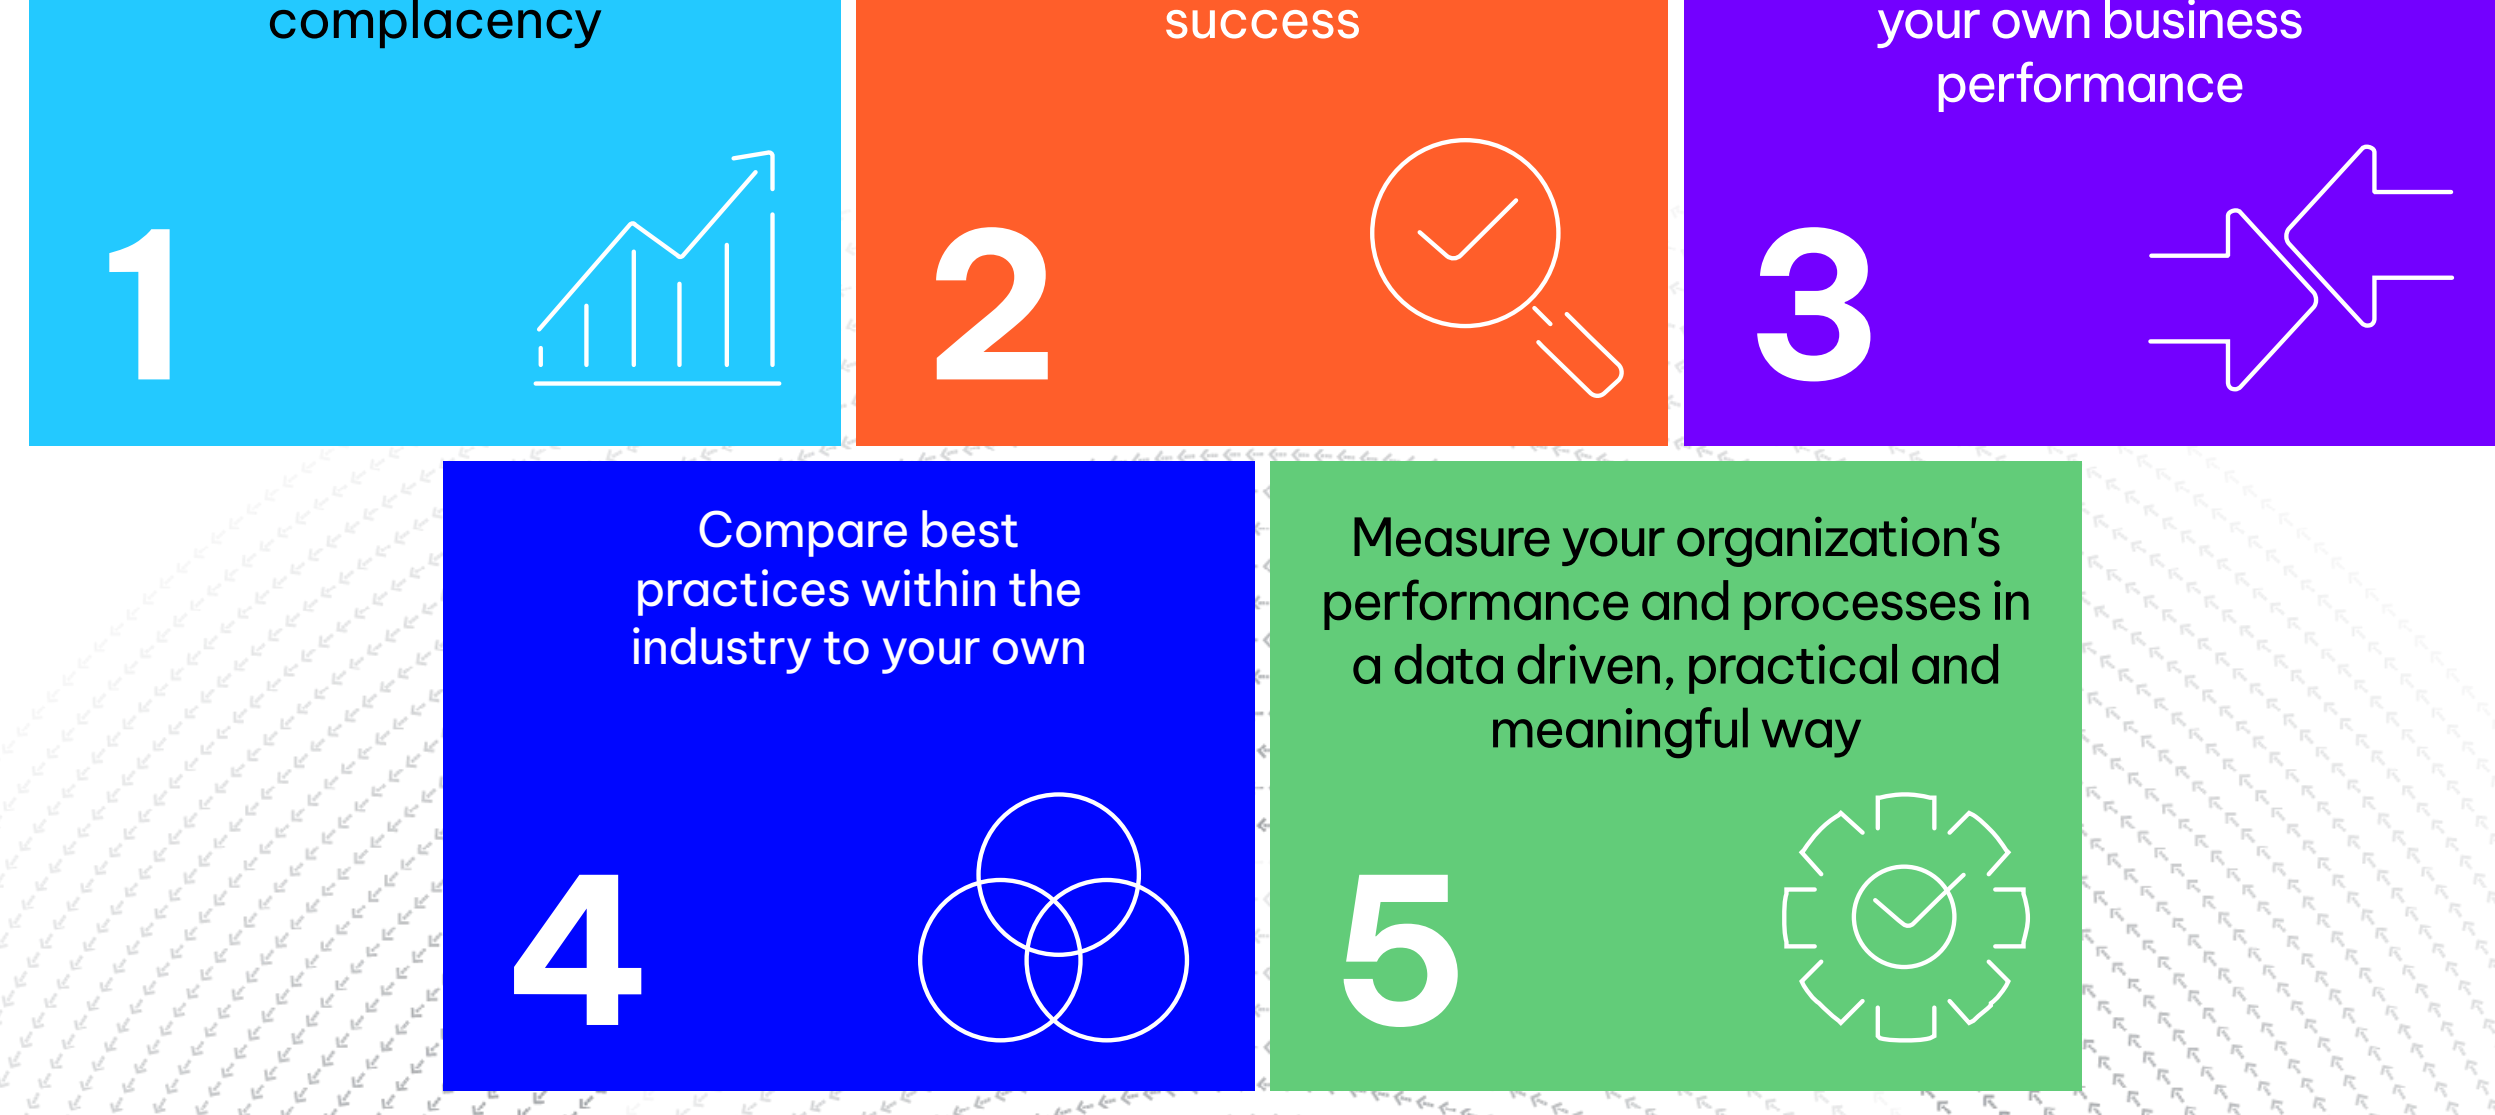 complacency
success
your own business
performance
1
2
3
Compare best
practices within the
industry to your own
Measure your organization's
performance and processes in
a data driven, practical and
meaningful way
4
5